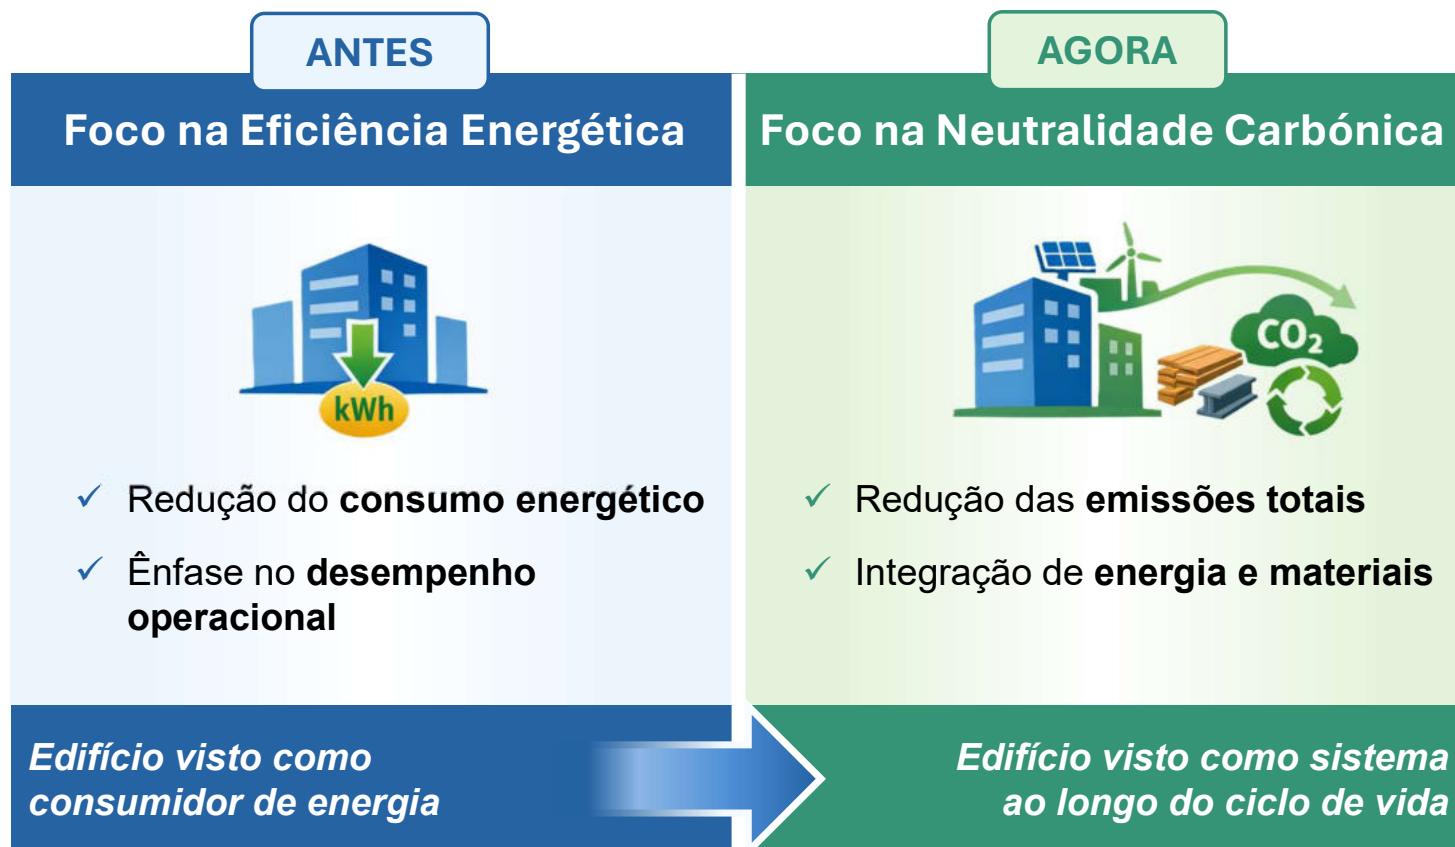 ANTES
Foco na Eficiência Energética
kWh
Redução do consumo energético
Ênfase no desempenho
operacional
Edifício visto como
consumidor de energia
AGORA
Foco na Neutralidade Carbónica
CO₂
Redução das emissões totais
Integração de energia e materiais
Edifício visto como sistema
ao longo do ciclo de vida